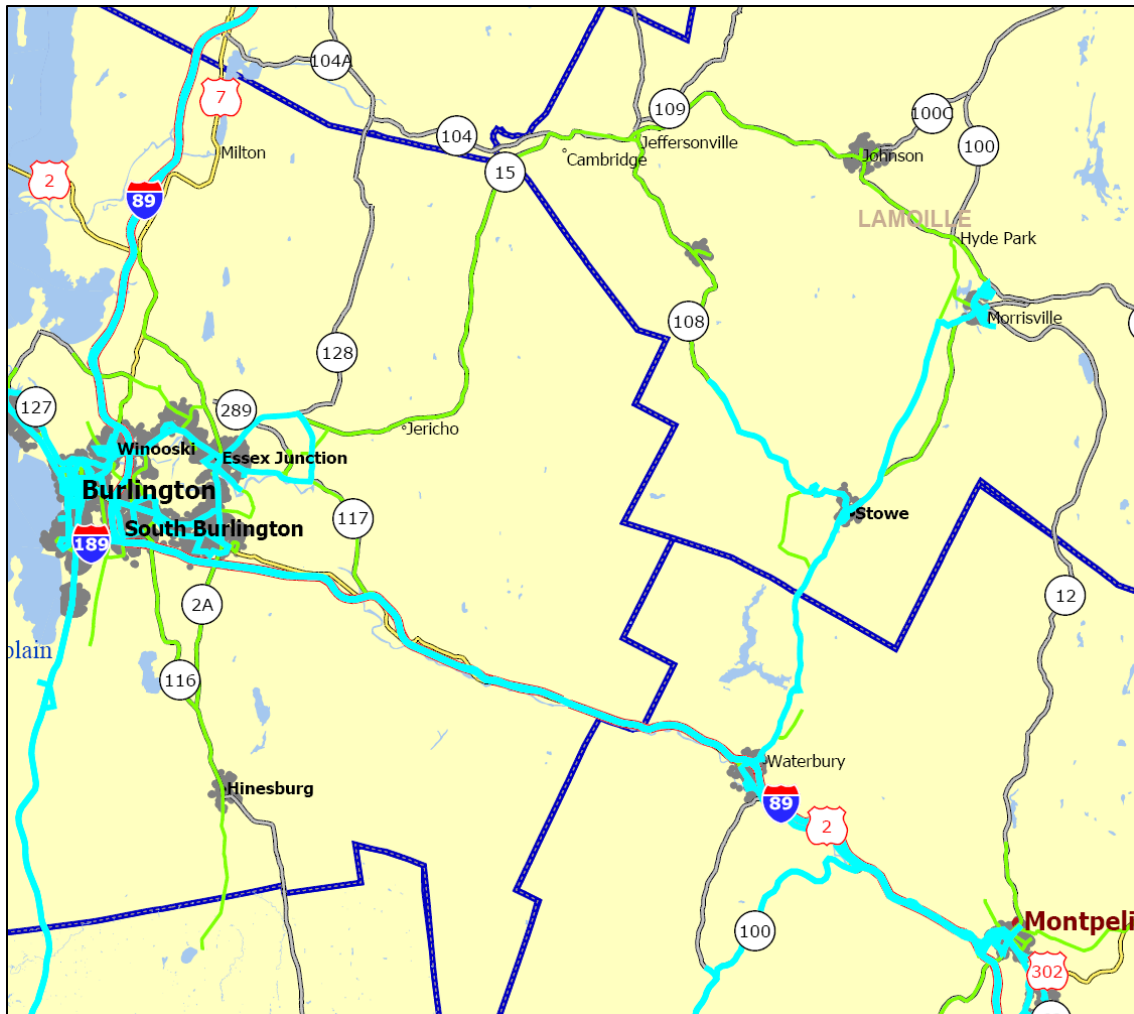 104A
7
109
100C
104
Jeffersonville
100
Milton
Cambridge
Johnson
2
15
89
LAMOILLE
Hyde Park
108
Morrisville
128
127
289
Jericho
Winooski
Essex Junction
Burlington
117
Stowe
South Burlington
189
2A
12
plain
116
Waterbury
Hinesburg
89
2
100
Montpeli
302